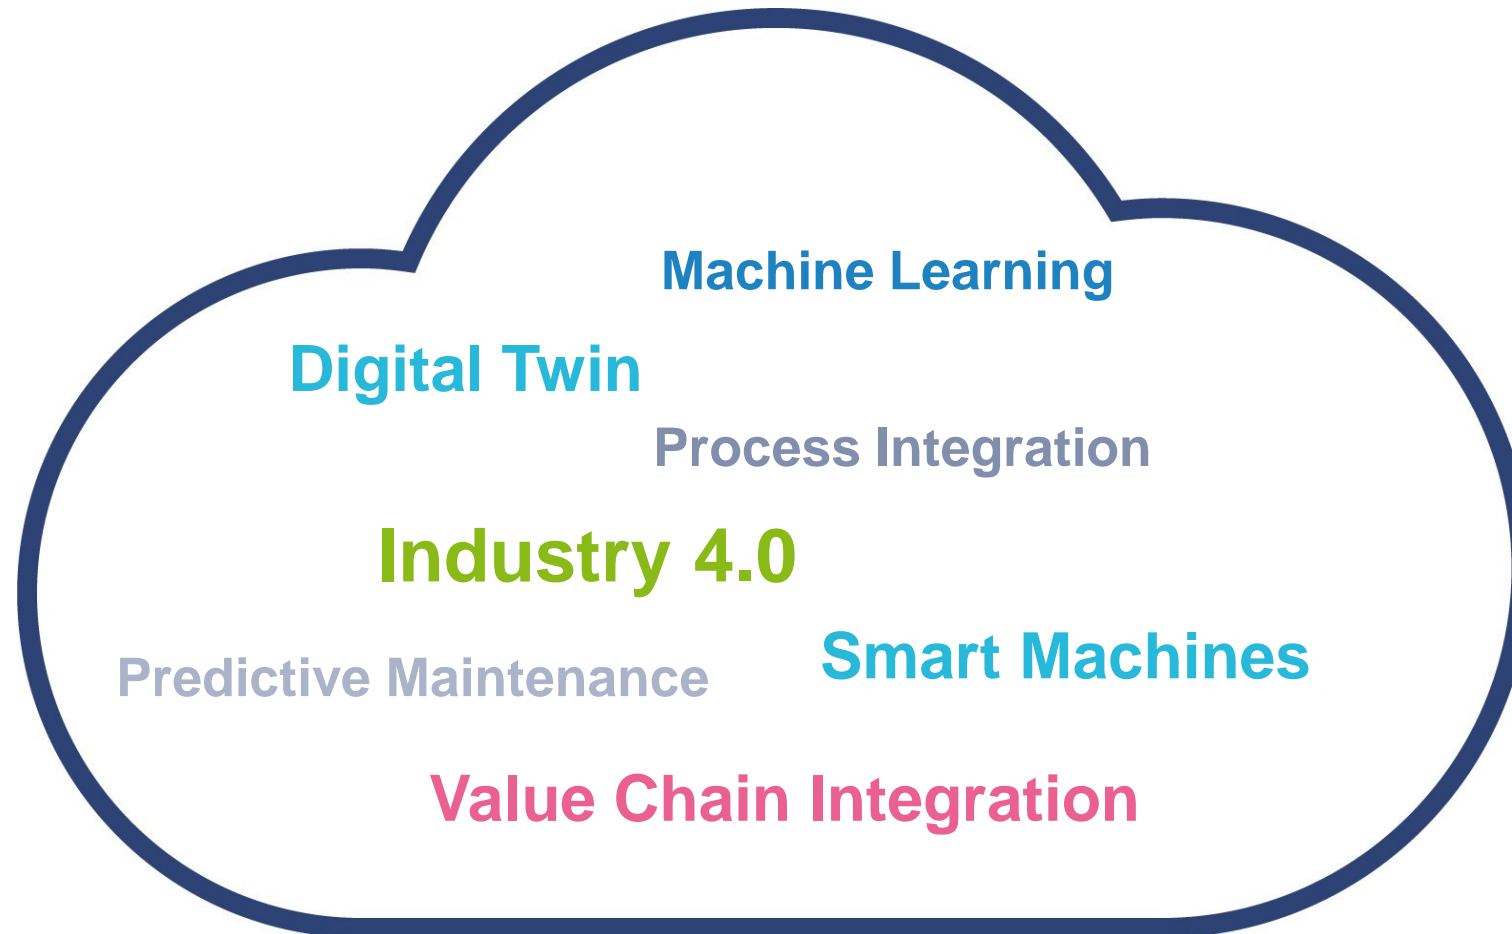 Machine Learning
Digital Twin
Process Integration
Industry 4.0
Smart Machines
Predictive Maintenance
Value Chain Integration